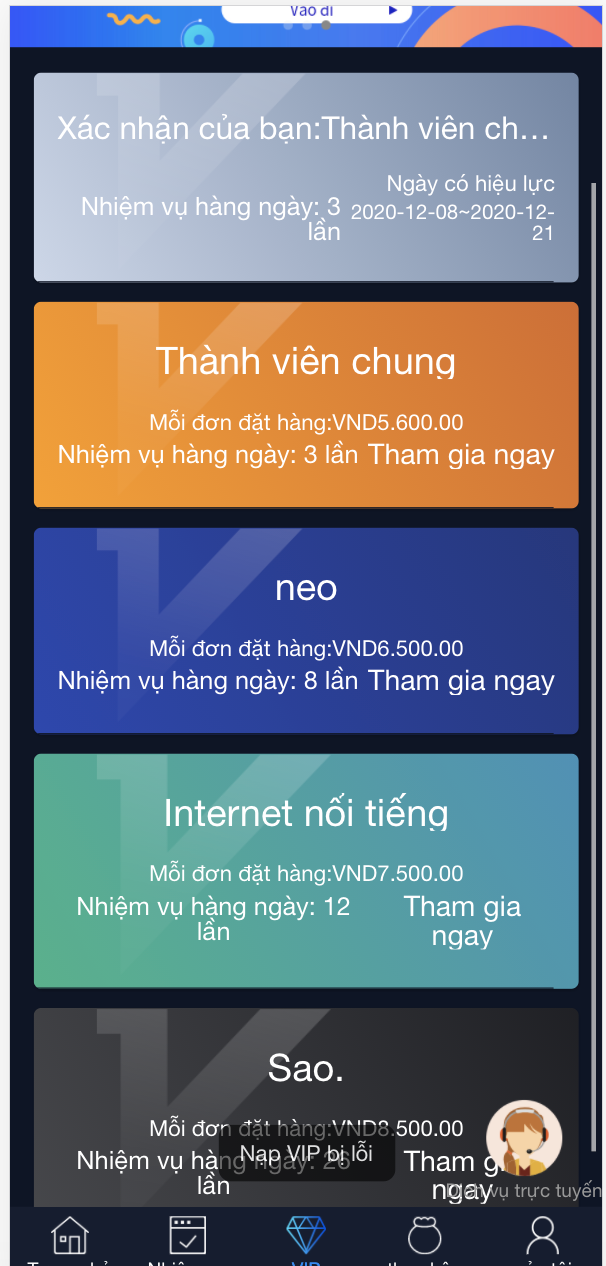 Vào đi
Xác nhận của bạn:Thành viên ch...
Ngày có hiệu lực
Nhiệm vụ hàng ngày: 3
lần
2020-12-08~2020-12-
21
Thành viên chung
Mỗi đơn đặt hàng:VND5.600.00
Nhiệm vụ hàng ngày: 3 lần Tham gia ngay
neo
Mỗi đơn đặt hàng:VND6.500.00
Nhiệm vụ hàng ngày: 8 lần Tham gia ngay
Internet nối tiếng
Mỗi đơn đặt hàng:VND7.500.00
Nhiệm vụ hàng ngày: 12
lần
Tham gia
ngay
Sao.
Mỗi đơn đặt hàng:VND8.500.00
Nhiệm vụ hàng ngày: 26
lần
Nạp VIP bị lỗi
Tham gia
ngay
Dịch vụ trực tuyến
VIP